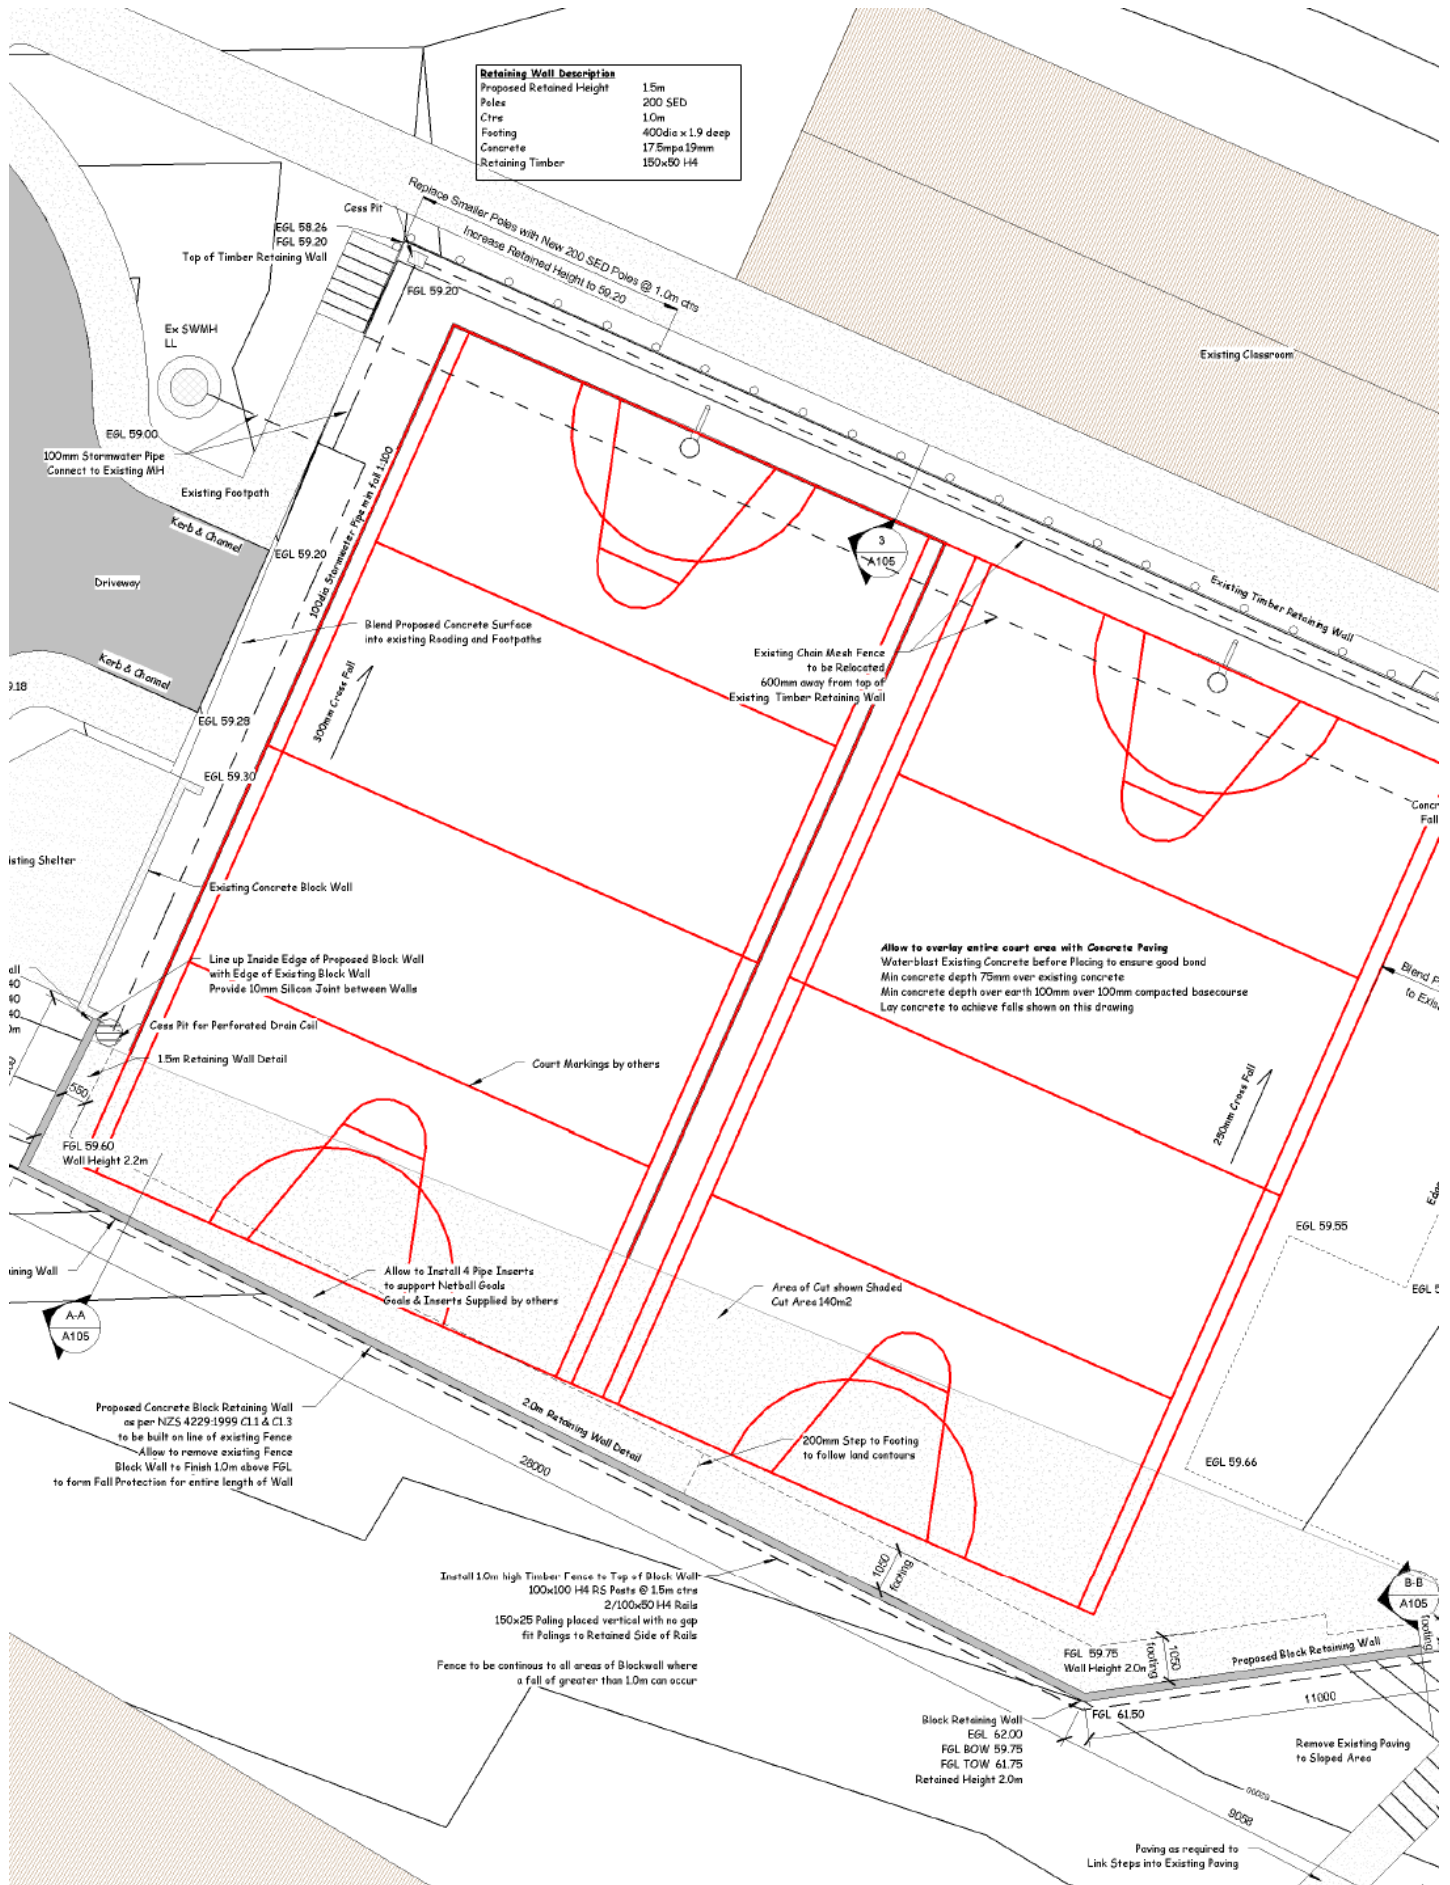 Retaining Wall Description
Proposed Retained Height 1.5m
Poles 200 SED
Ctrs 1.0m
Footing 400dia x 1.9 deep
Concrete 17.5mpa 19mm
Retaining Timber 150x50 H4
Replace Smaller Poles with New 200 SED Poles @ 1.0m ctrs
Increase Retained Height to 59.20
Cess Pit
EGL 58.26
FGL 59.20
Top of Timber Retaining Wall
FGL 59.20
Ex SWMH
LL
Existing Classroom
EGL 59.00
100mm Stormwater Pipe
Connect to Existing MH
Existing Footpath
Kerb & Channel
EGL 59.20
100dia Stormwater Pipe min fall 1:100
3
A105
Driveway
Existing Timber Retaining Wall
Blend Proposed Concrete Surface
into existing Roading and Footpaths
Existing Chain Mesh Fence
to be Relocated
600mm away from top of
Existing Timber Retaining Wall
Kerb & Channel
9.18
300mm Cross Fall
EGL 59.28
EGL 59.30
Concr
Fall
isting Shelter
Existing Concrete Block Wall
Allow to overlay entire court area with Concrete Paving
Waterblast Existing Concrete before Placing to ensure good bond
Min concrete depth 75mm over existing concrete
Min concrete depth over earth 100mm over 100mm compacted basecourse
Lay concrete to achieve falls shown on this drawing
Line up Inside Edge of Proposed Block Wall
with Edge of Existing Block Wall
Provide 10mm Silicon Joint between Walls
all
40
40
40
0m
Blend P
to Exis
Cess Pit for Perforated Drain Coil
1.5m Retaining Wall Detail
Court Markings by others
550
250mm Cross Fall
FGL 59.60
Wall Height 2.2m
Edge
EGL 59.55
aining Wall
Allow to Install 4 Pipe Inserts
to support Netball Goals
Goals & Inserts Supplied by others
Area of Cut shown Shaded
Cut Area 140m2
EGL 5
A-A
A105
Proposed Concrete Block Retaining Wall
as per NZS 4229:1999 C1.1 & C1.3
to be built on line of existing Fence
Allow to remove existing Fence
Block Wall to Finish 1.0m above FGL
to form Fall Protection for entire length of Wall
2.0m Retaining Wall Detail
28000
200mm Step to Footing
to follow land contours
EGL 59.66
1050
footing
Install 1.0m high Timber Fence to Top of Block Wall
100x100 H4 RS Posts @ 1.5m ctrs
2/100x50 H4 Rails
150x25 Paling placed vertical with no gap
fit Palings to Retained Side of Rails
Fence to be continous to all areas of Blockwall where
a fall of greater than 1.0m can occur
B-B
A105
footing
FGL 59.75
Wall Height 2.0m
1050
footing
Proposed Block Retaining Wall
11000
Block Retaining Wall
EGL 62.00
FGL BOW 59.75
FGL TOW 61.75
Retained Height 2.0m
FGL 61.50
Remove Existing Paving
to Sloped Area
62000
9058
Paving as required to
Link Steps into Existing Paving